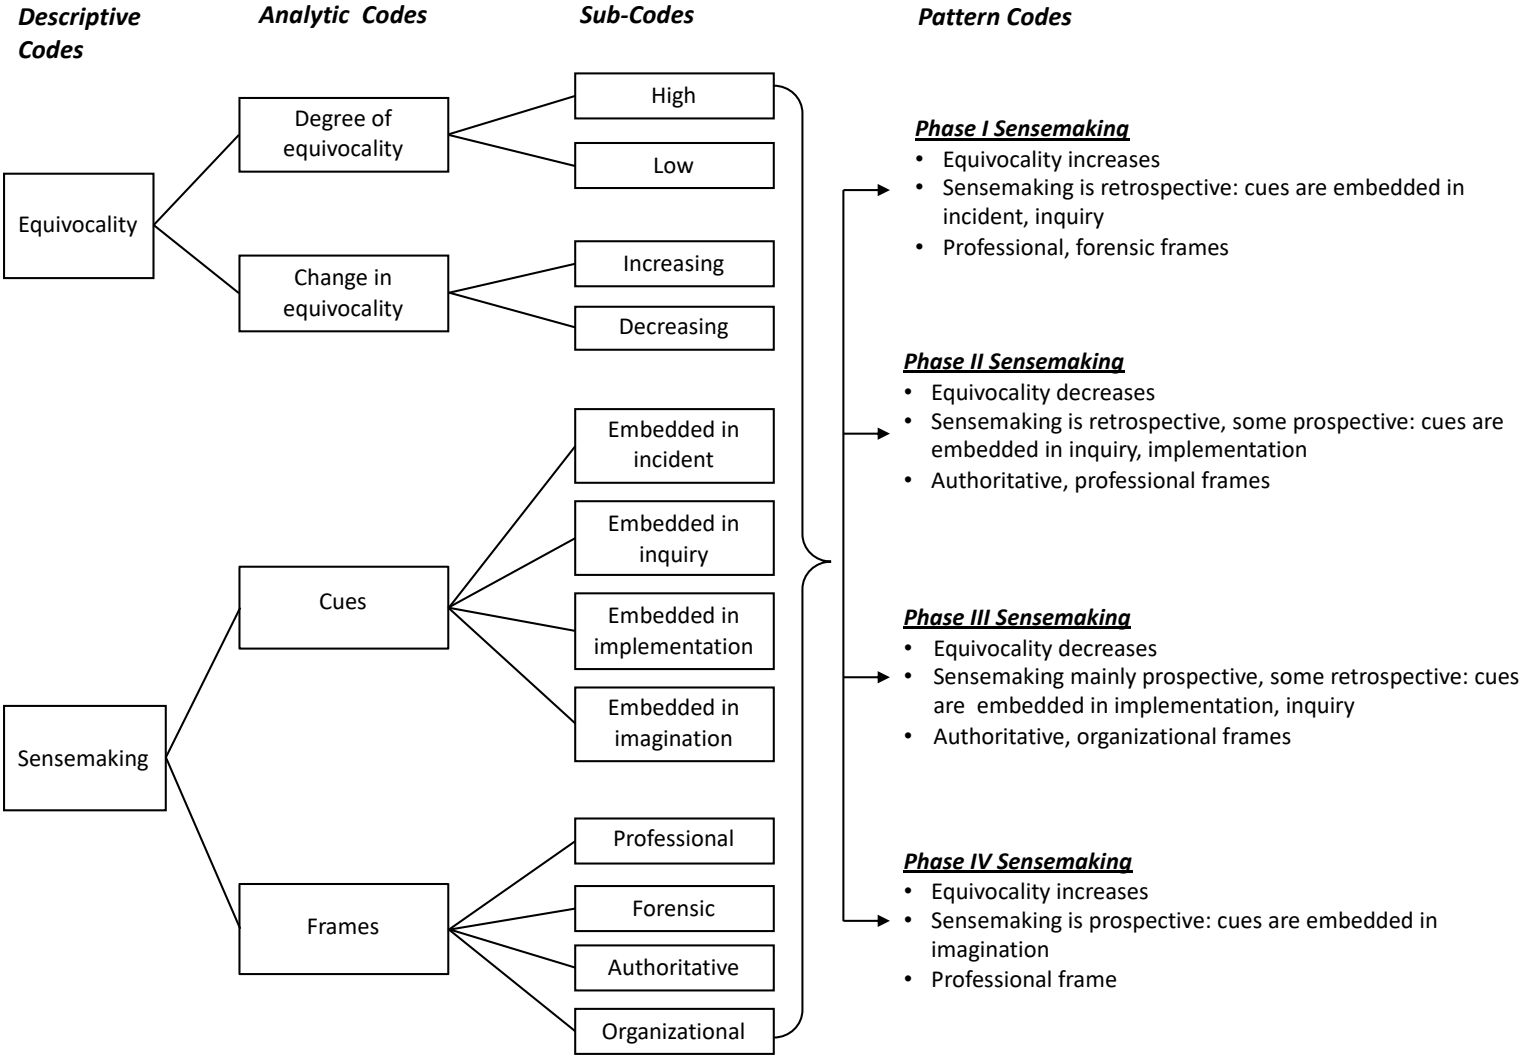 Descriptive
Codes
Analytic Codes
Sub-Codes
Pattern Codes
Equivocality
Degree of
equivocality
High
Low
Change in
equivocality
Increasing
Decreasing
Sensemaking
Cues
Embedded in
incident
Embedded in
inquiry
Embedded in
implementation
Embedded in
imagination
Frames
Professional
Forensic
Authoritative
Organizational
Phase I Sensemaking
• Equivocality increases
• Sensemaking is retrospective: cues are embedded in
incident, inquiry
• Professional, forensic frames
Phase II Sensemaking
• Equivocality decreases
• Sensemaking is retrospective, some prospective: cues are
embedded in inquiry, implementation
• Authoritative, professional frames
Phase III Sensemaking
• Equivocality decreases
• Sensemaking mainly prospective, some retrospective: cues
are embedded in implementation, inquiry
• Authoritative, organizational frames
Phase IV Sensemaking
• Equivocality increases
• Sensemaking is prospective: cues are embedded in
imagination
• Professional frame